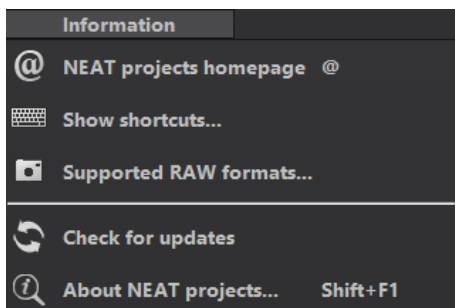 Information
NEAT projects homepage @
Show shortcuts...
Supported RAW formats...
Check for updates
About NEAT projects... Shift+F1